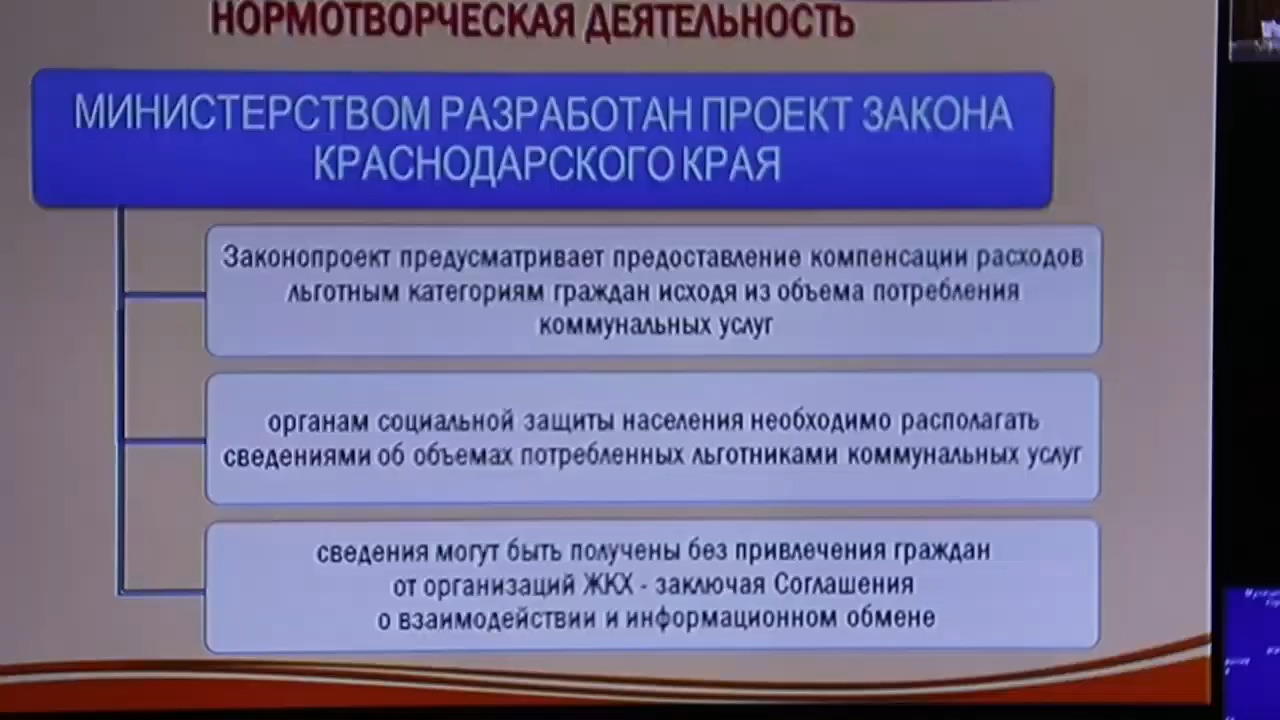 НОРМОТВОРЧЕСКАЯ ДЕЯТЕЛЬНОСТЬ
МИНИСТЕРСТВОМ РАЗРАБОТАН ПРОЕКТ ЗАКОНА
КРАСНОДАРСКОГО КРАЯ
Законопроект предусматривает предоставление компенсации расходов
льготным категориям граждан исходя из объема потребления
коммунальных услуг
органам социальной защиты населения необходимо располагать
сведениями об объемах потребленных льготниками коммунальных услуг
сведения могут быть получены без привлечения граждан
от организаций ЖКХ - заключая Соглашения
о взаимодействии и информационном обмене